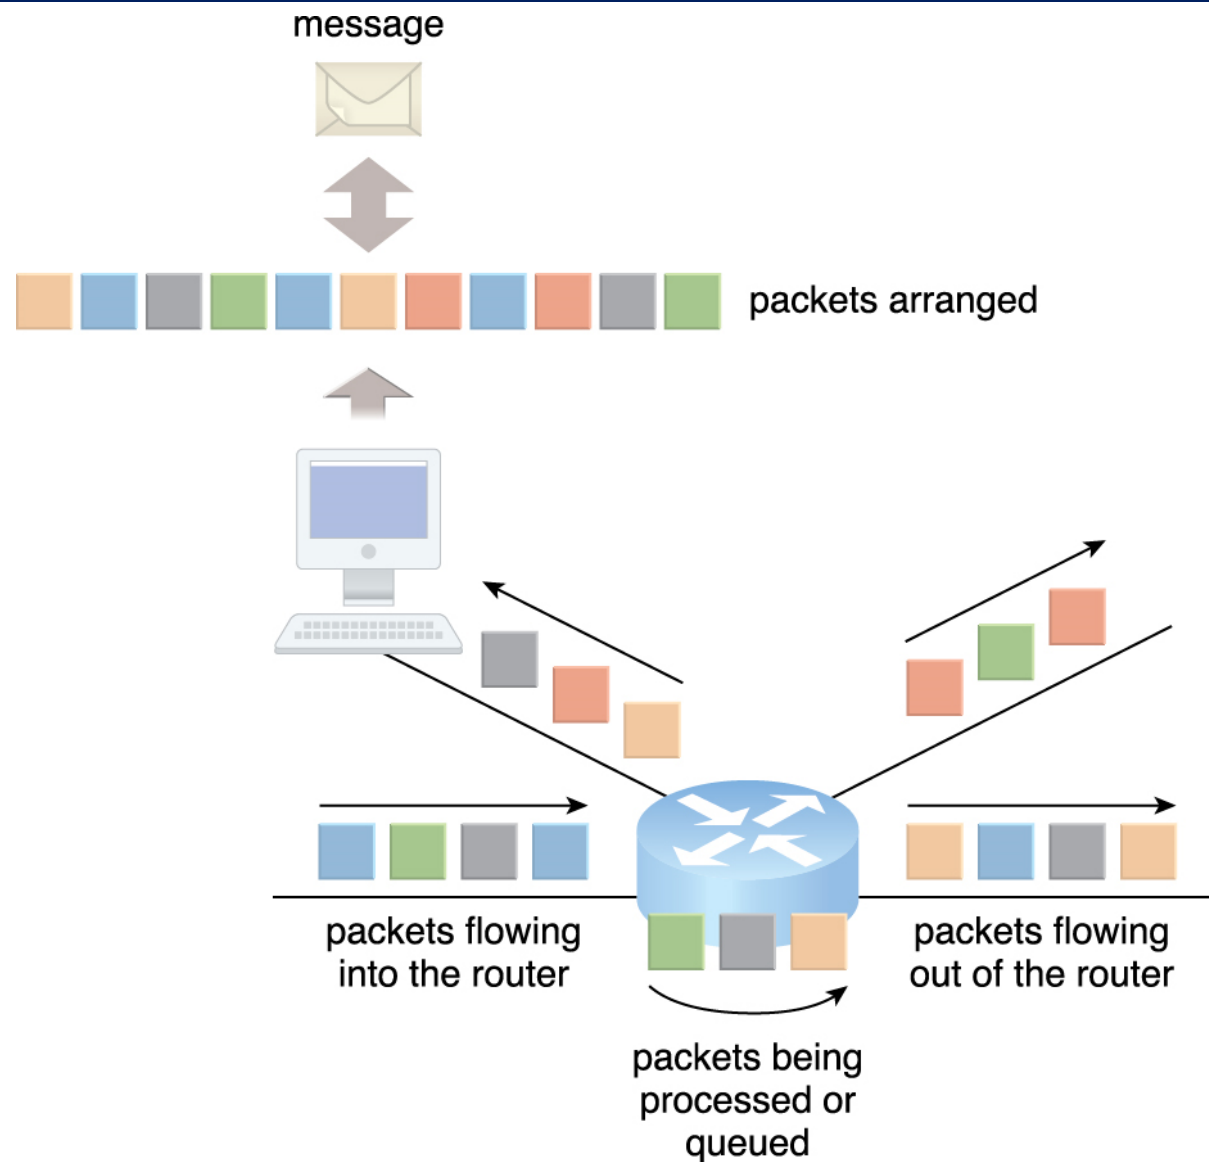 message
packets arranged
packets flowing
into the router
packets flowing
out of the router
packets being
processed or
queued